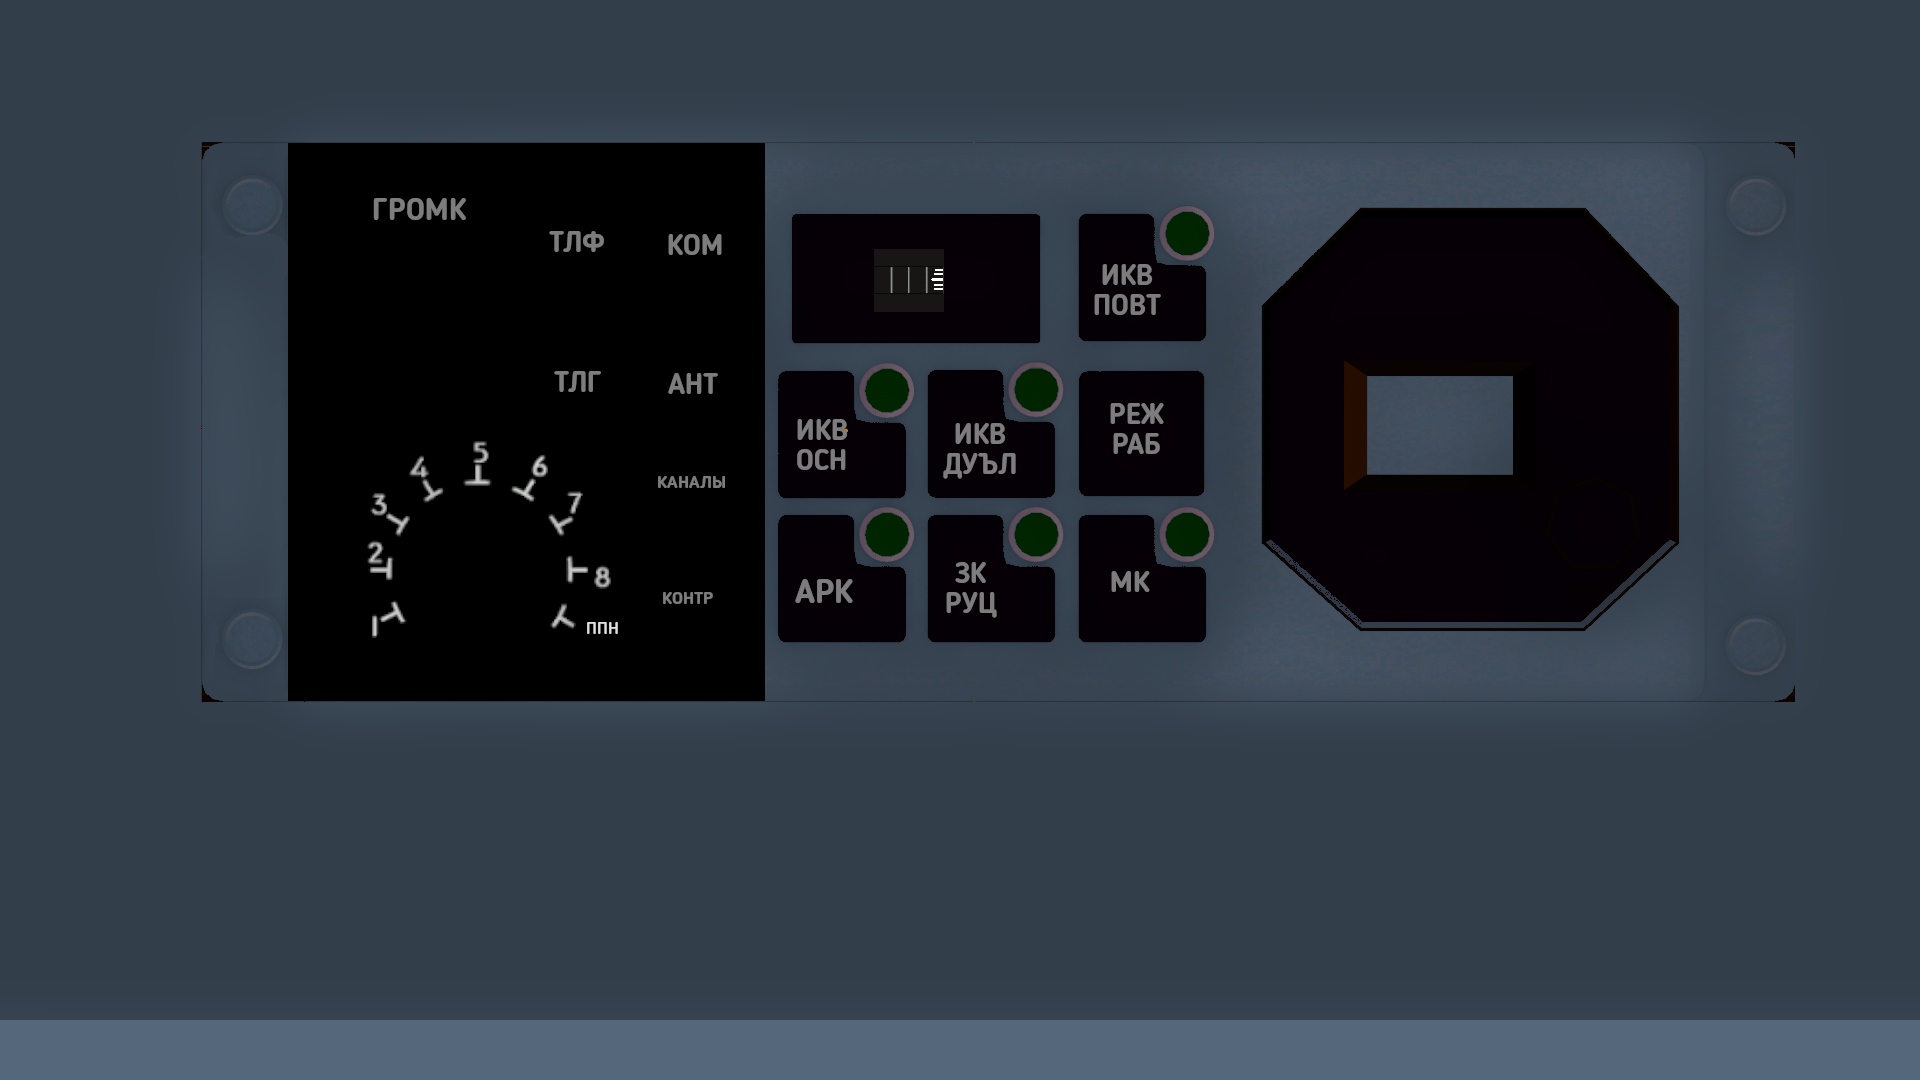 ГРОМК
ТЛФ
КОМ
ТЛГ
АНТ
КАНАЛЫ
КОНТР
1
2
3
4
5
6
7
8
ППН
ИКВ
ПОВТ
ИКВ
ОСН
ИКВ
ДУЪЛ
РЕЖ
РАБ
АРК
ЗК
РУЦ
МК